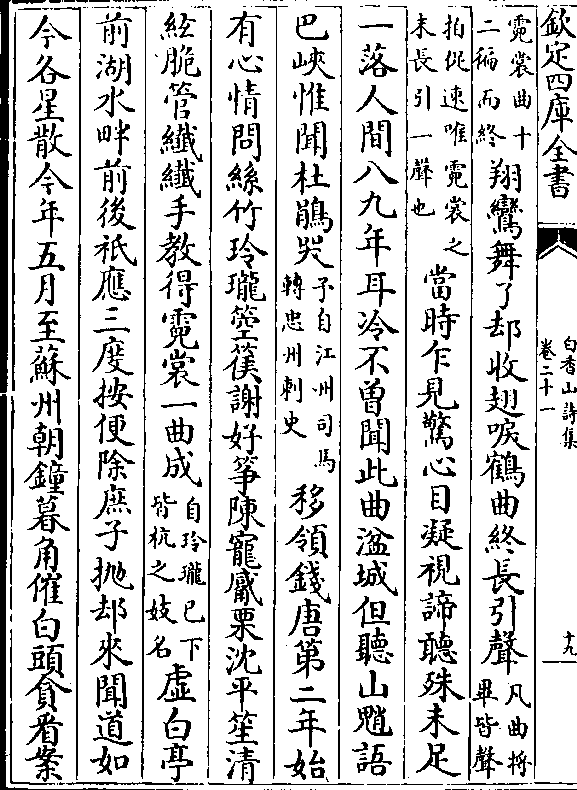 欽定四庫全書
白香山詩集
卷二十一
十九
霓裳曲十
二徧而終
翔鸞舞了却收翅唳鶴曲終長引聲
凡曲將
畢皆聲
拍促速唯霓裳之
末長引一聲也
當時乍見驚心目凝視諦聽殊未足
一落人間八九年耳冷不曾聞此曲湓城但聽山魈語
巴峽惟聞杜鵑哭
予自江州司馬
轉忠州刺史
移領錢唐第二年始
有心情問絲竹玲瓏箜篌謝好箏陳寵觱栗沈平笙清
絃脆管纖纖手教得霓裳一曲成
自玲瓏已下
皆杭之妓名
虛白亭
前湖水畔前後祇應三度按便除庶子抛却來聞道如
今各星散今年五月至蘇州朝鐘暮角催白頭貪看案